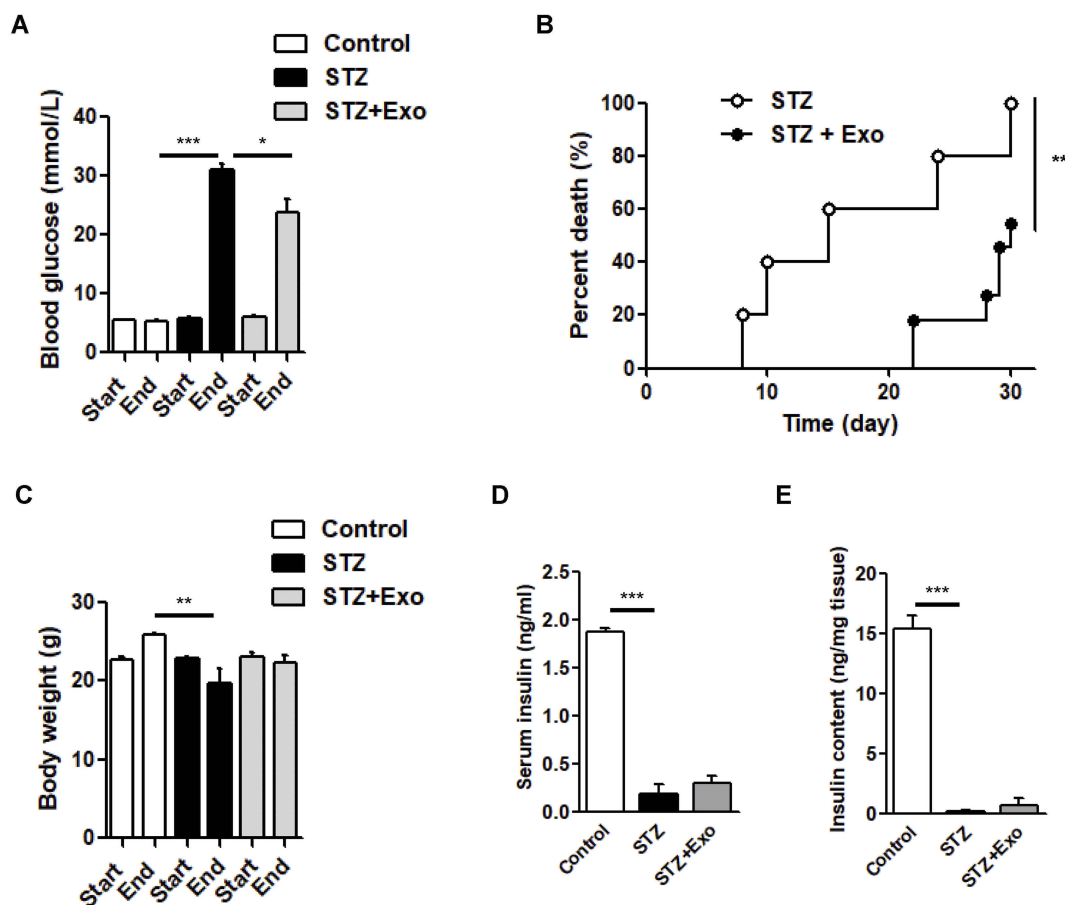 A
Control
STZ
STZ+Exo
Blood glucose (mmol/L)
40
30
20
10
0
***
*
Start
End
Start
End
Start
End
B
STZ
STZ + Exo
Percent death (%)
100
80
60
40
20
0
**
0
10
20
30
Time (day)
C
Control
STZ
STZ+Exo
Body weight (g)
30
20
10
0
**
Start
End
Start
End
Start
End
D
Serum insulin (ng/ml)
2.5
2.0
1.5
1.0
0.5
0.0
***
Control
STZ
STZ+Exo
E
Insulin content (ng/mg tissue)
20
15
10
5
0
***
Control
STZ
STZ+Exo